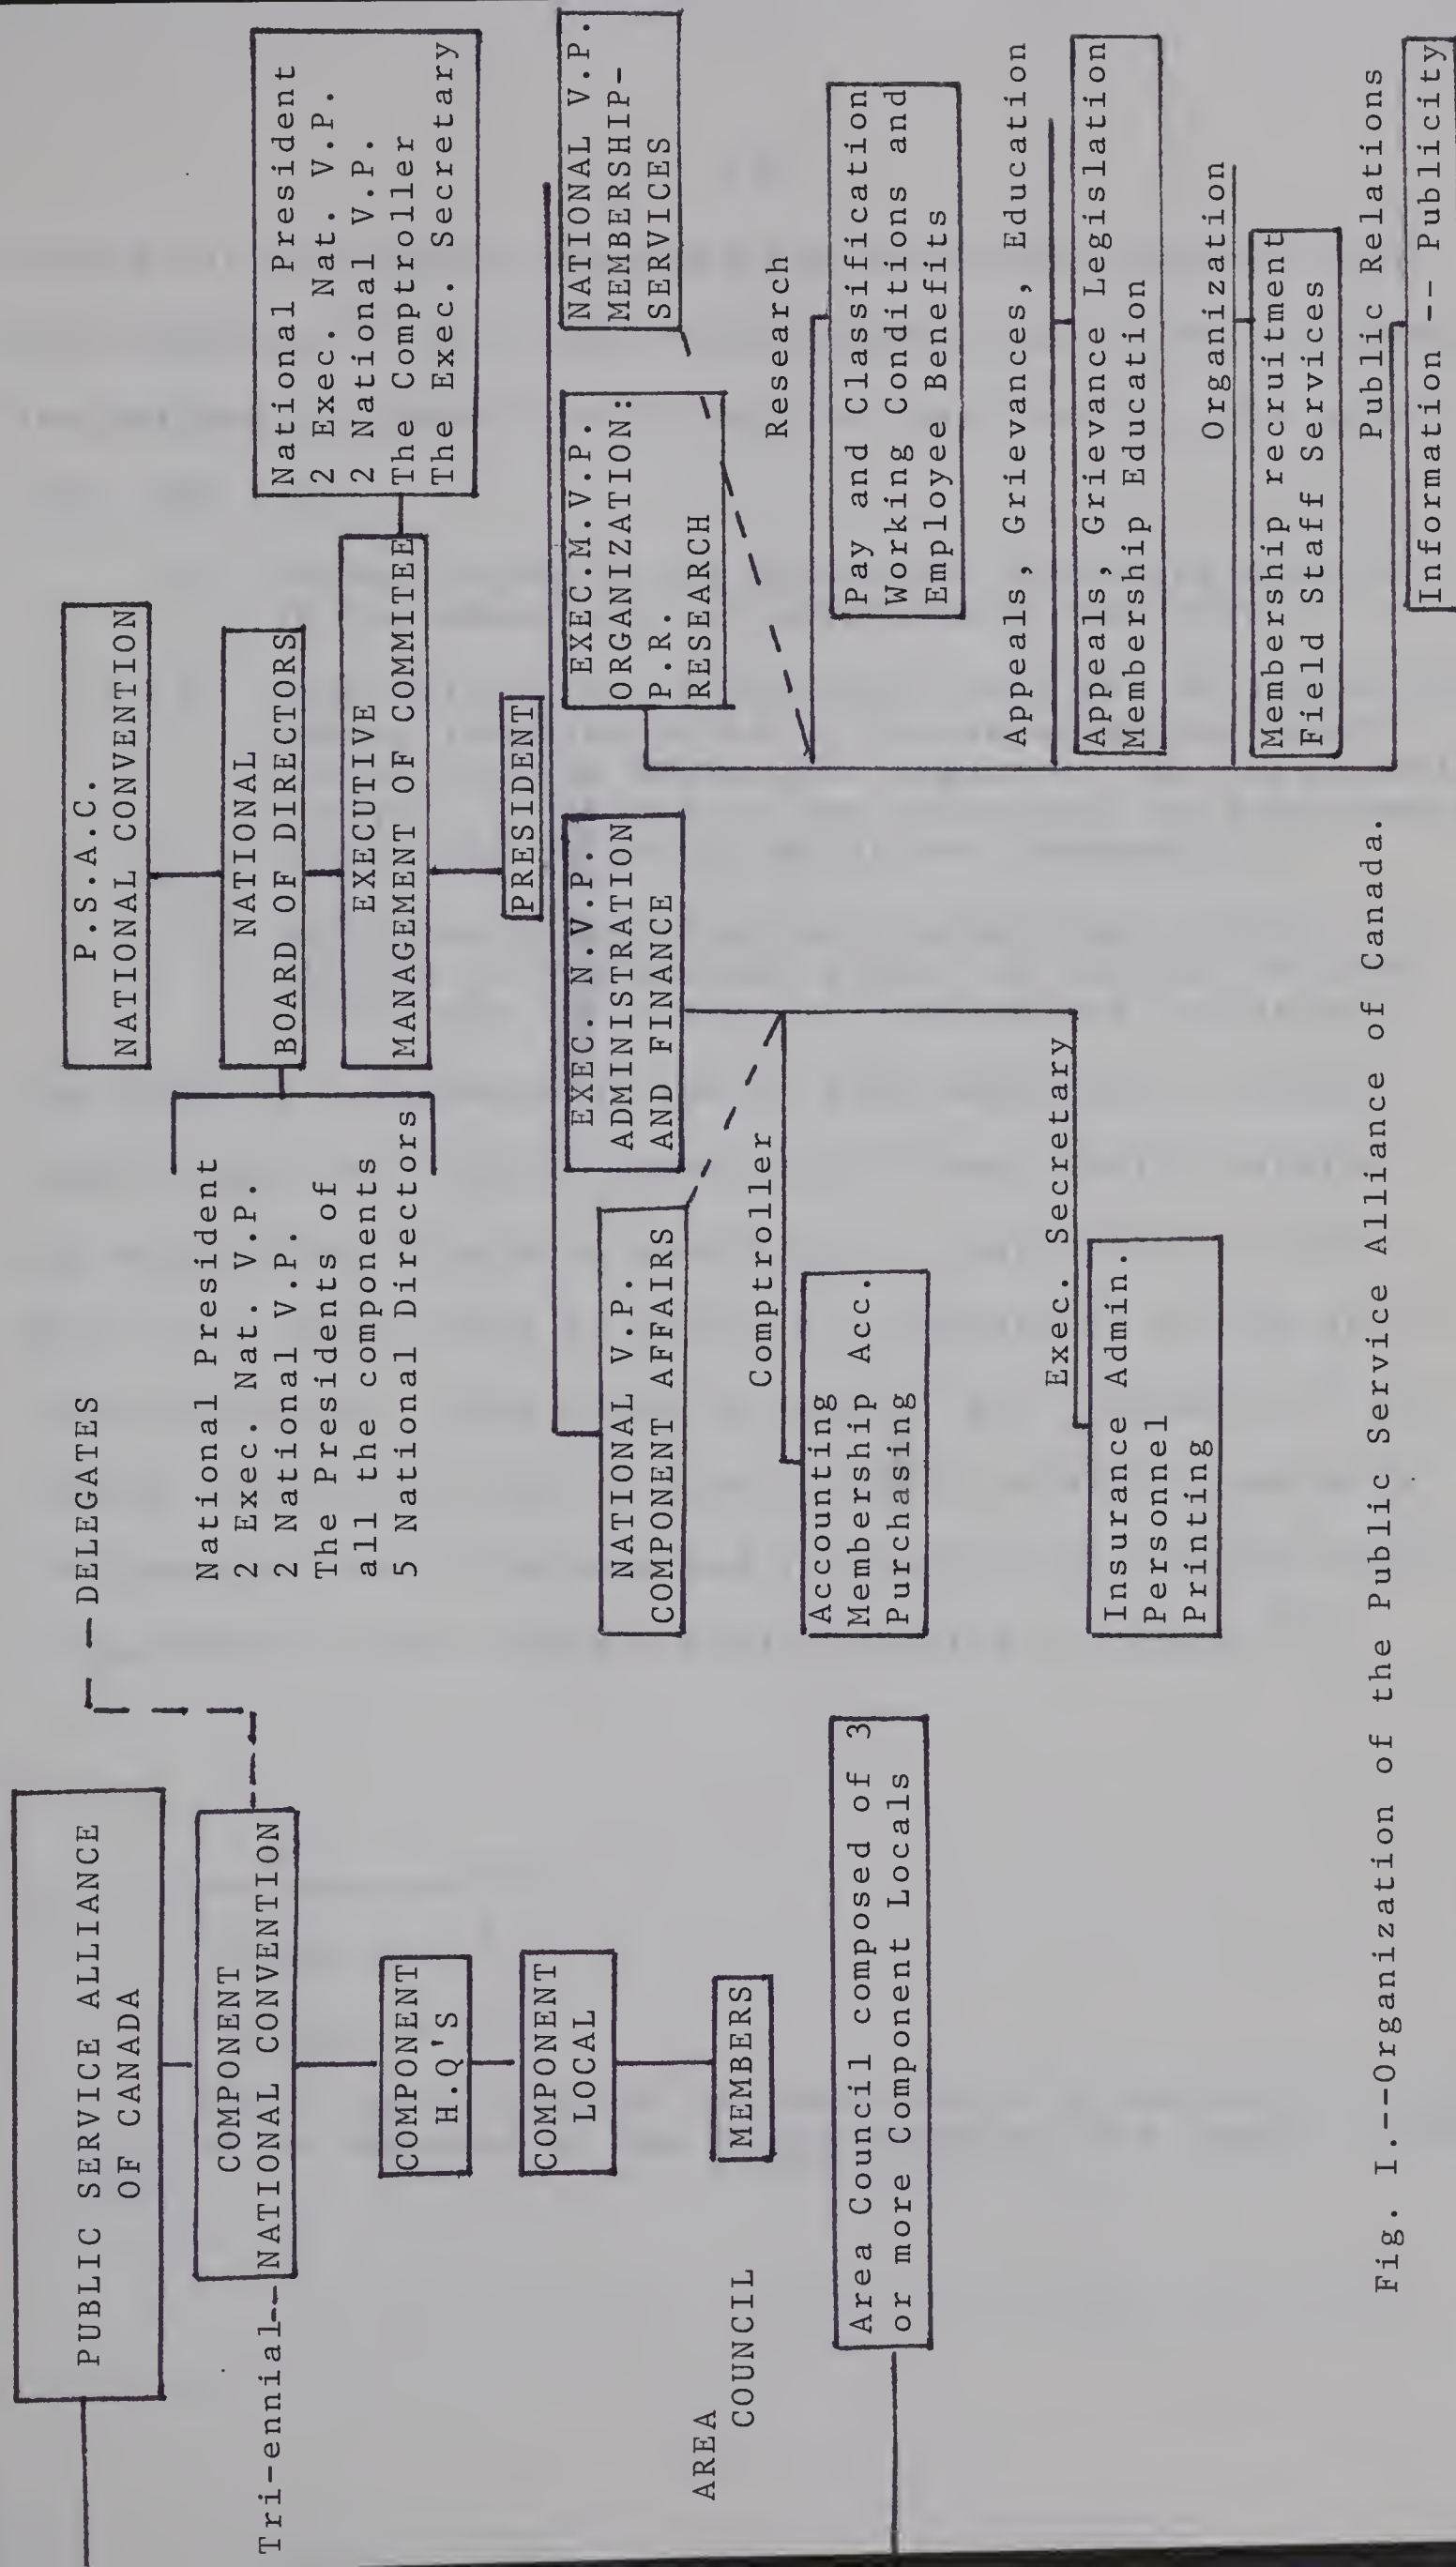 PUBLIC SERVICE ALLIANCE
OF CANADA
Tri-ennial--
COMPONENT
NATIONAL CONVENTION
COMPONENT
H.Q'S
COMPONENT
LOCAL
MEMBERS
AREA
COUNCIL
Area Council composed of 3
or more Component Locals
DELEGATES
P.S.A.C.
NATIONAL CONVENTION
National President
2 Exec. Nat. V.P.
2 National V.P.
The Presidents of
all the components
5 National Directors
NATIONAL
BOARD OF DIRECTORS
EXECUTIVE
MANAGEMENT OF COMMITTEE
National President
2 Exec. Nat. V.P.
2 National V.P.
The Comptroller
The Exec. Secretary
PRESIDENT
NATIONAL V.P.
COMPONENT AFFAIRS
EXEC.N.V.P.
ADMINISTRATION
AND FINANCE
EXEC.M.V.P.
ORGANIZATION:
P.R.
RESEARCH
NATIONAL V.P.
MEMBERSHIP-
SERVICES
Comptroller
Accounting
Membership Acc.
Purchasing
Exec. Secretary
Insurance Admin.
Personnel
Printing
Research
Pay and Classification
Working Conditions and
Employee Benefits
Appeals, Grievances, Education
Appeals, Grievance Legislation
Membership Education
Organization
Membership recruitment
Field Staff Services
Public Relations
Information -- Publicity
Fig. I.--Organization of the Public Service Alliance of Canada.